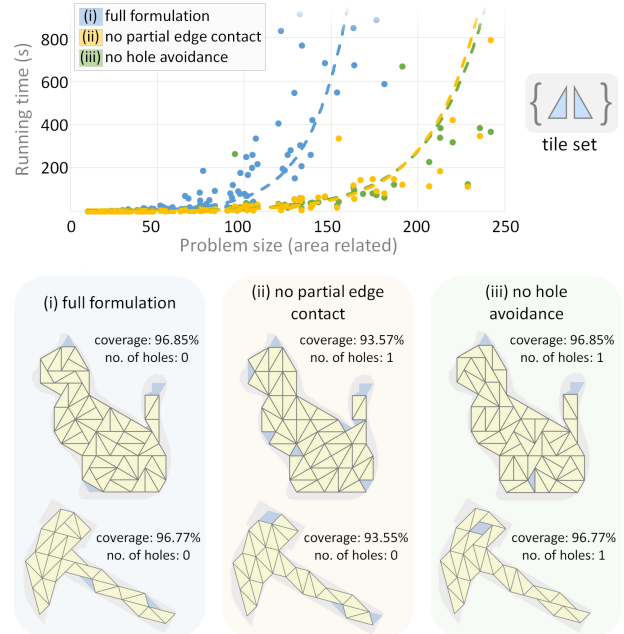 (i) full formulation
(ii) no partial edge contact
(iii) no hole avoidance
Running time (s)
800
600
400
200
0
50
100
150
200
250
Problem size (area related)
{ }
tile set
(i) full formulation
coverage: 96.85%
no. of holes: 0
coverage: 96.77%
no. of holes: 0
(ii) no partial edge
contact
coverage: 93.57%
no. of holes: 1
coverage: 93.55%
no. of holes: 0
(iii) no hole
avoidance
coverage: 96.85%
no. of holes: 1
coverage: 96.77%
no. of holes: 1